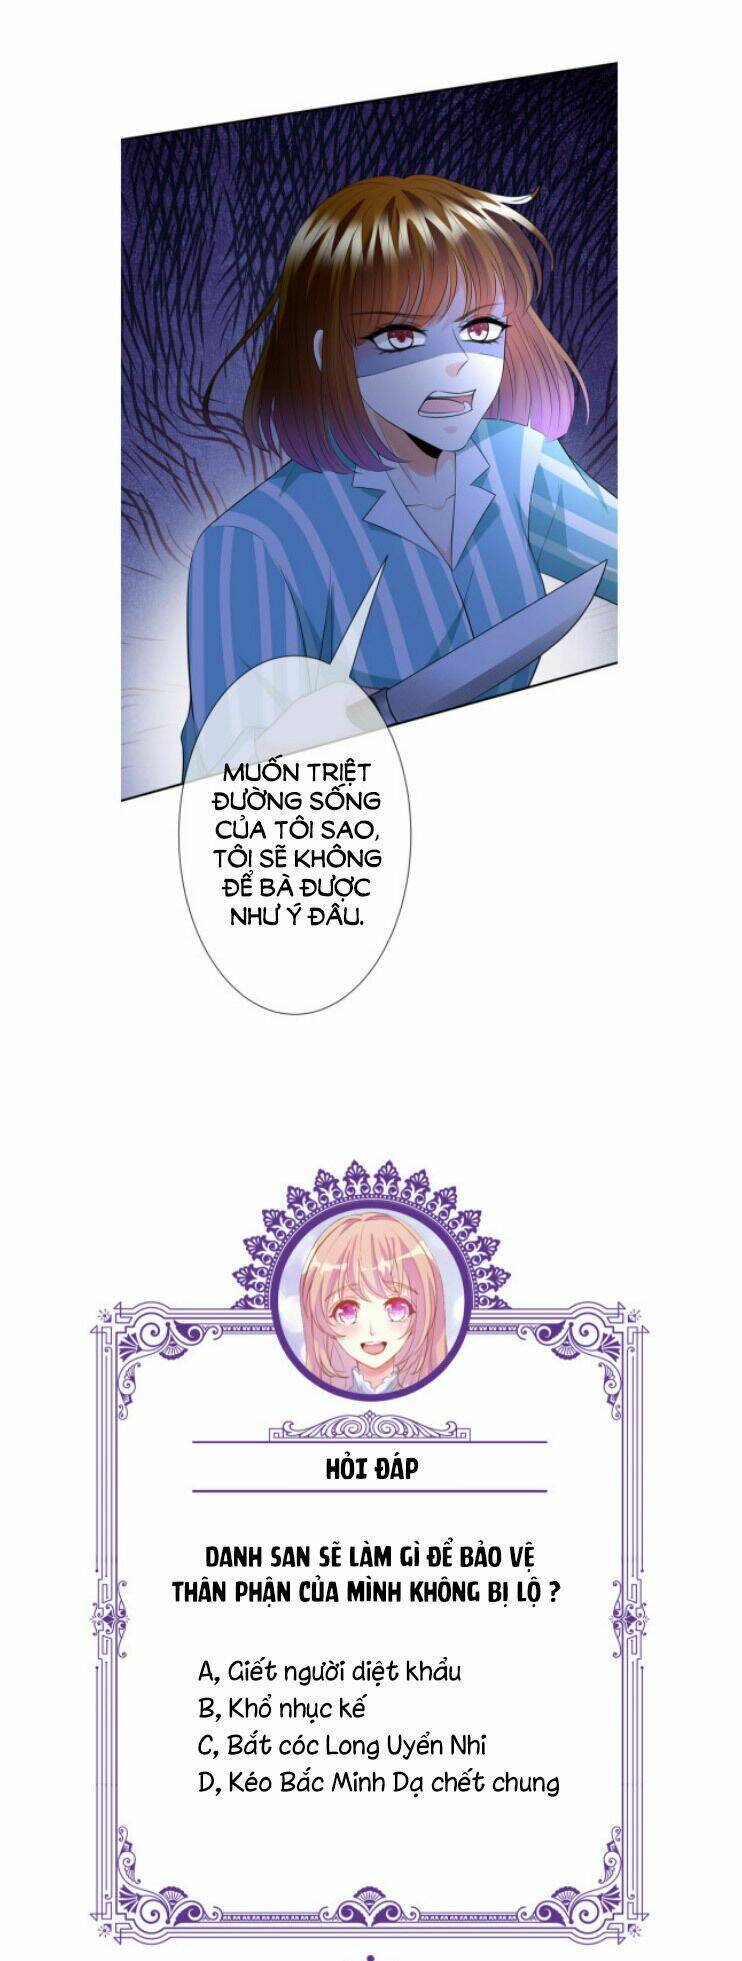 MUỐN TRIỆT
ĐƯỜNG SỐNG
CỦA TÔI SAO,
TÔI SẼ KHÔNG
ĐỂ BÀ ĐƯỢC
NHƯ Ý ĐÂU.
HỎI ĐÁP
DANH SAN SẼ LÀM GÌ ĐỂ BẢO VỆ
THÂN PHẬN CỦA MÌNH KHÔNG BỊ LỘ ?
A, Giết người diệt khẩu
B, Khổ nhục kế
C, Bắt cóc Long Uyển Nhi
D, Kéo Bắc Minh Dạ chết chung